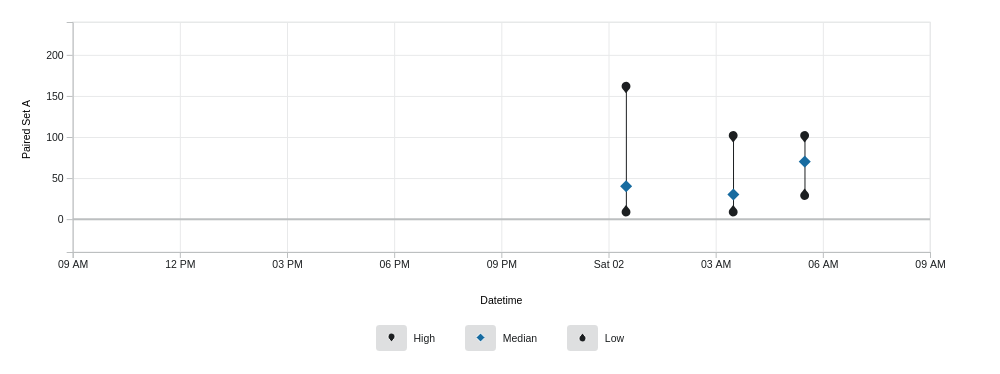 200
150
100
50
0
Paired Set A
09 AM 12 PM 03 PM 06 PM 09 PM Sat 02 03 AM 06 AM 09 AM
Datetime
High Median Low